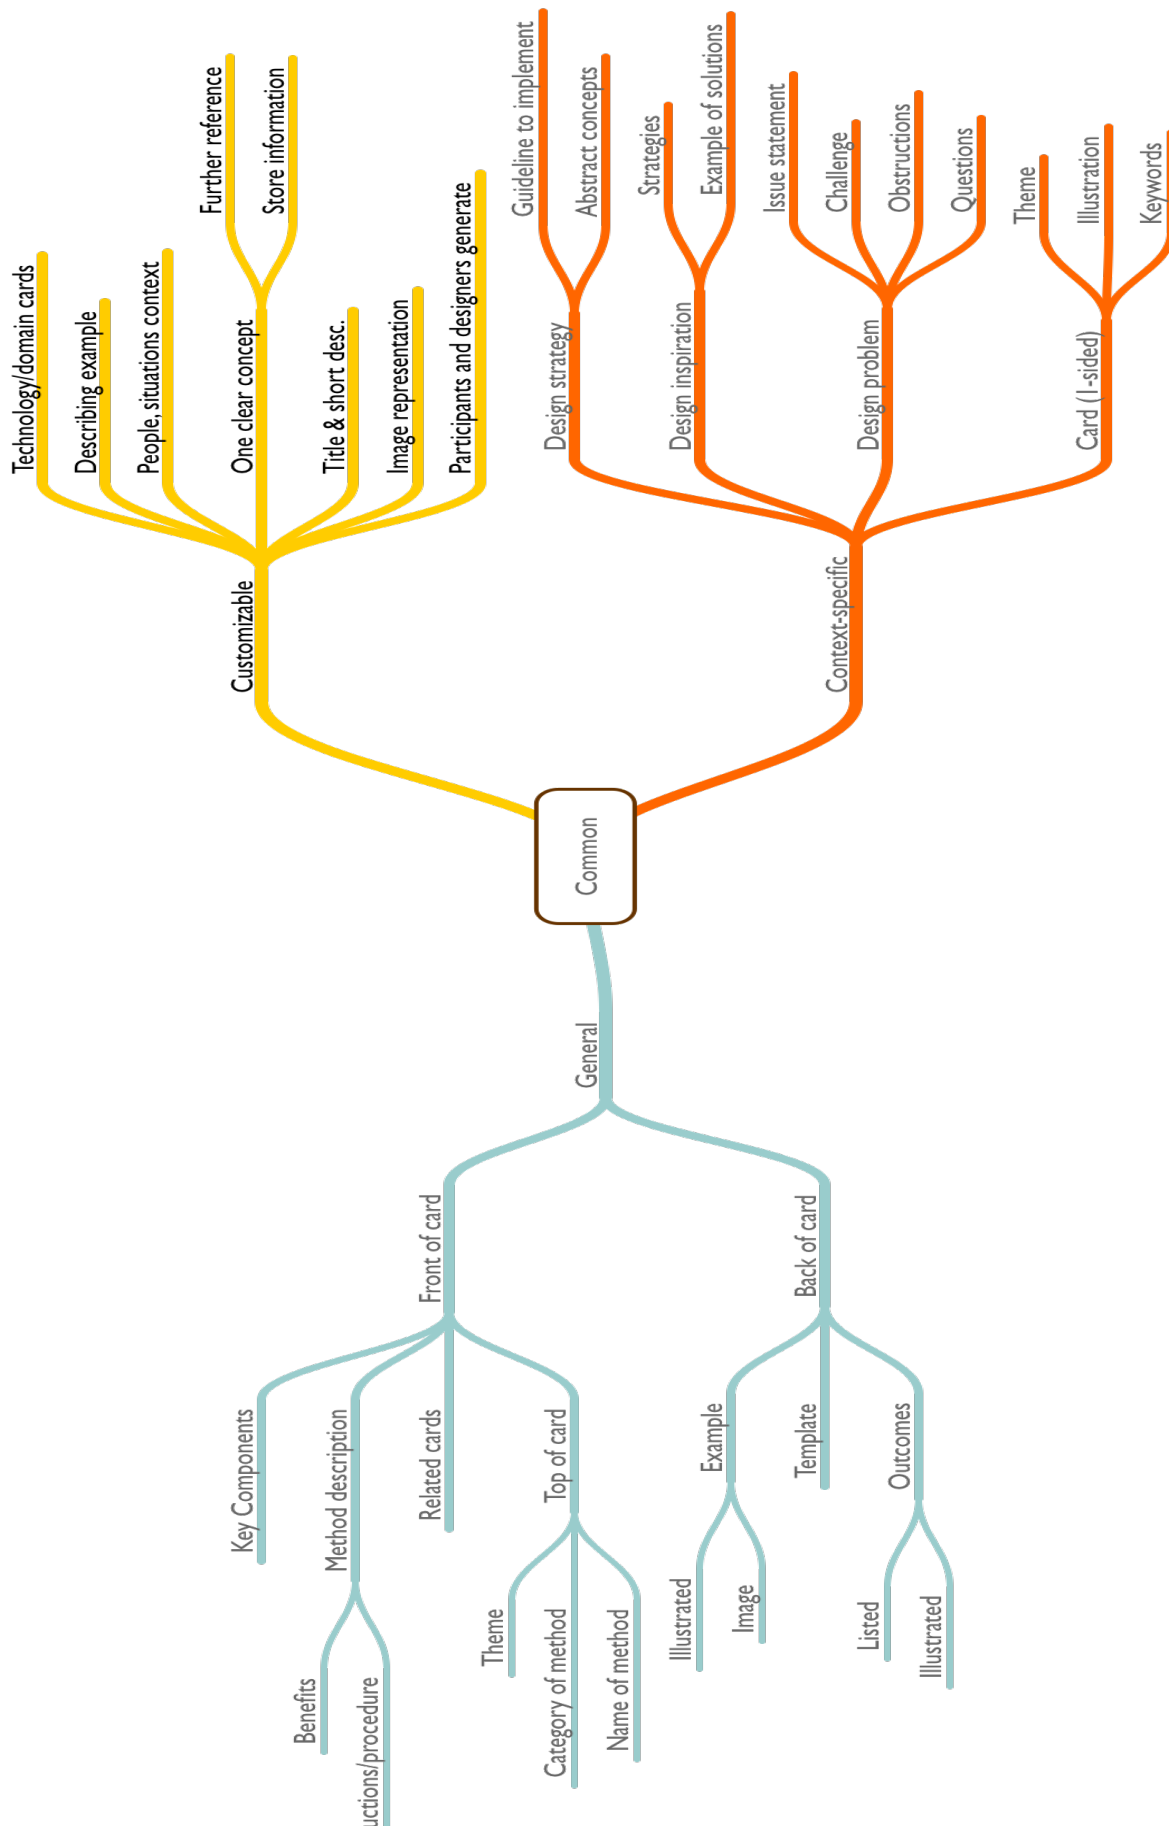 Common
Customizable
Technology/domain cards
Describing example
People, situations context
One clear concept
Further reference
Store information
Title & short desc.
Image representation
Participants and designers generate
Context-specific
Design strategy
Guideline to implement
Abstract concepts
Design inspiration
Strategies
Example of solutions
Design problem
Issue statement
Challenge
Obstructions
Questions
Card (1-sided)
Theme
Illustration
Keywords
General
Front of card
Key Components
Method description
Benefits
uctions/procedure
Related cards
Top of card
Theme
Category of method
Name of method
Back of card
Example
Illustrated
Image
Template
Outcomes
Listed
Illustrated